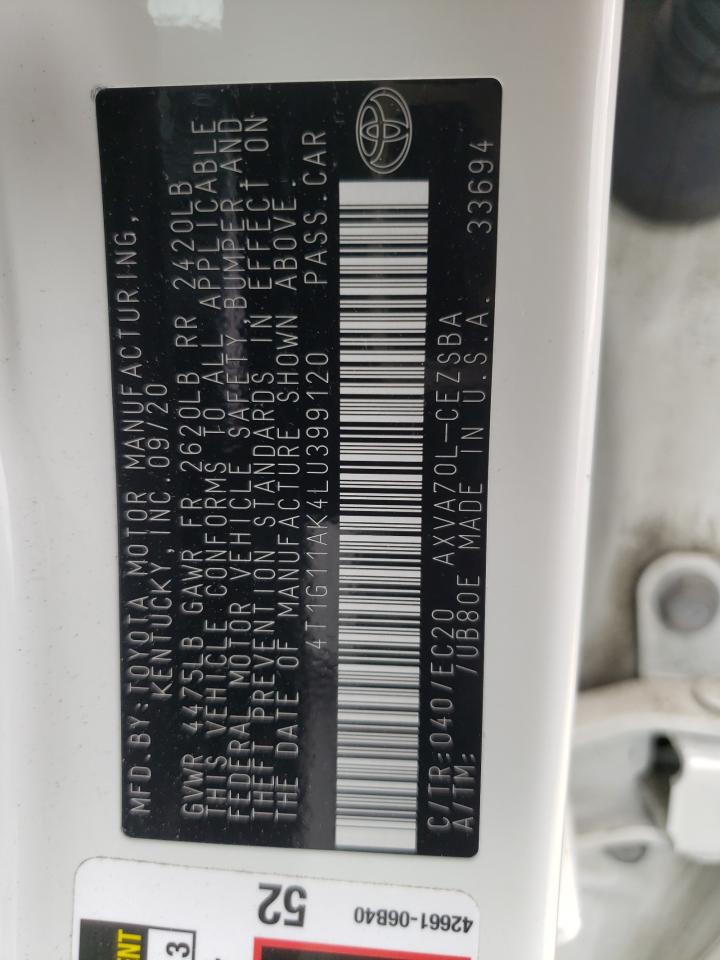 MFD.BY:TOYOTA MOTOR MANUFACTURING,
KENTUCKY, INC.09/20
GVWR 4475LB GAWR FR 2620LB RR 2420LB
THIS VEHICLE CONFORMS TO ALL APPLICABLE
FEDERAL MOTOR VEHICLE SAFETY, BUMPER,AND
THEFT PREVENTION STANDARDS IN EFFECT ON
THE DATE OF MANUFACTURE SHOWN ABOVE.
4T1G11AK4LU399120 PASS.CAR
C/TR:040/EC20 AXVA70L-CEZSBA
A/TM: 7UB80E MADE IN U.S.A. 33694
52
42661-06B40
3